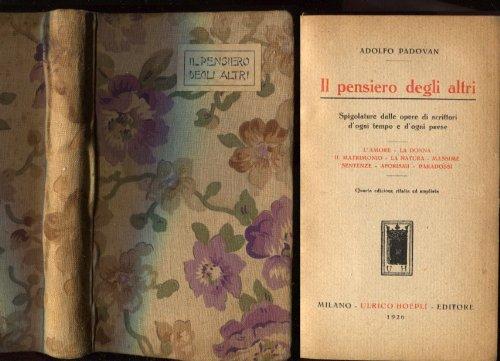 IL PENSIERO
DEGLI ALTRI
ADOLFO PADOVAN
Il pensiero degli altri
Spigolature dalle opere di scrittori
d'ogni tempo e d'ogni paese
L'AMORE - LA DONNA
IL MATRIMONIO - LA NATURA - MASSIME
SENTENZE - AFORISMI - PARADOSSI
Quarta edizione rifatta ed ampliata
U H
MILANO - ULRICO HOEPLI - EDITORE
1926